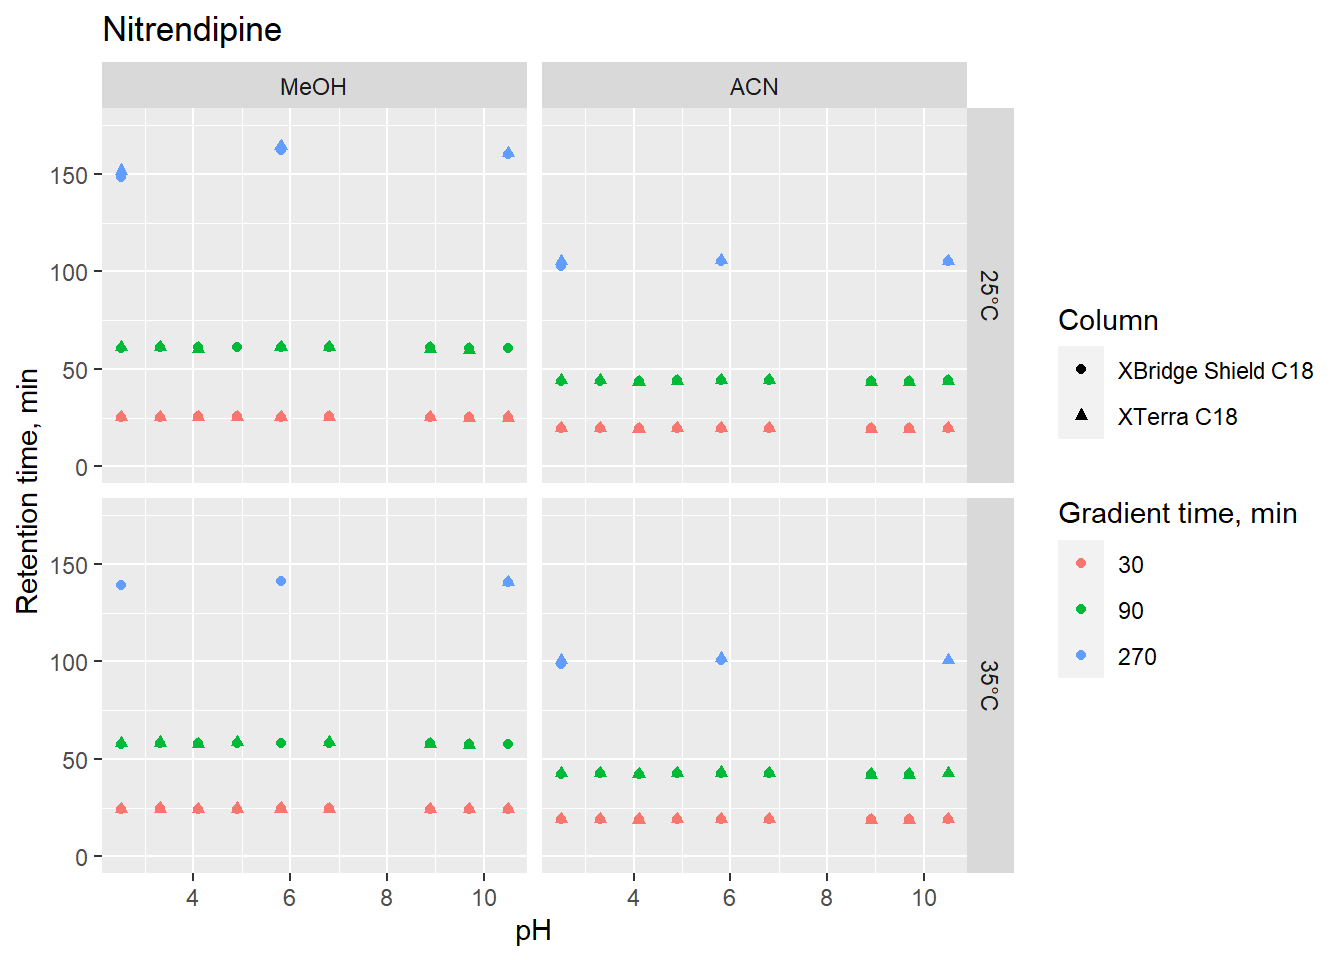 Nitrendipine
MeOH
ACN
150
100
50
0
25°C
150
100
50
0
35°C
4
6
8
10
4
6
8
10
pH
Retention time, min
Column
XBridge Shield C18
XTerra C18
Gradient time, min
30
90
270